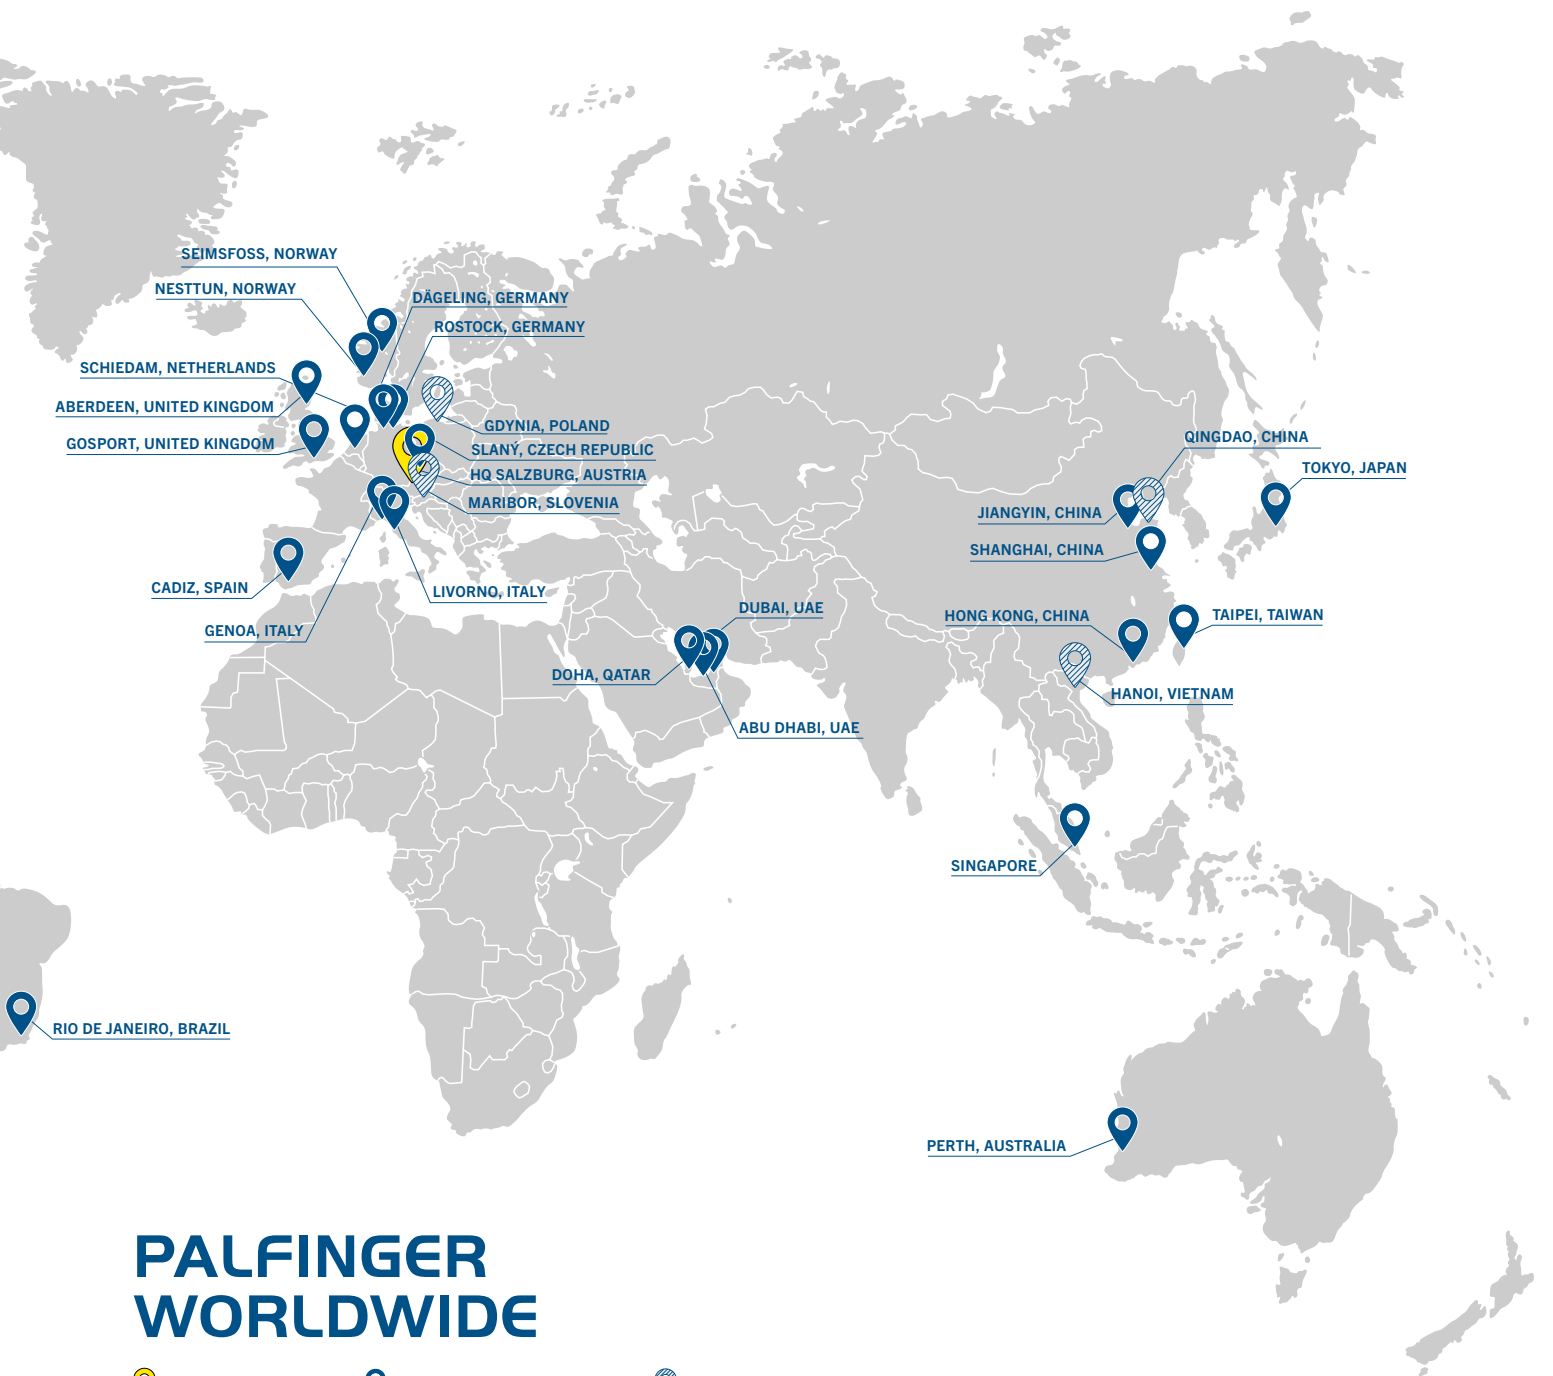 SEIMSFOSS, NORWAY
NESTTUN, NORWAY
DÄGELING, GERMANY
ROSTOCK, GERMANY
SCHIEDAM, NETHERLANDS
ABERDEEN, UNITED KINGDOM
GOSPORT, UNITED KINGDOM
GDYNIA, POLAND
SLANÝ, CZECH REPUBLIC
HQ SALZBURG, AUSTRIA
MARIBOR, SLOVENIA
QINGDAO, CHINA
TOKYO, JAPAN
JIANGYIN, CHINA
SHANGHAI, CHINA
CADIZ, SPAIN
LIVORNO, ITALY
GENOA, ITALY
DUBAI, UAE
HONG KONG, CHINA
TAIPEI, TAIWAN
DOHA, QATAR
HANOI, VIETNAM
ABU DHABI, UAE
SINGAPORE
RIO DE JANEIRO, BRAZIL
PERTH, AUSTRALIA
PALFINGER
WORLDWIDE